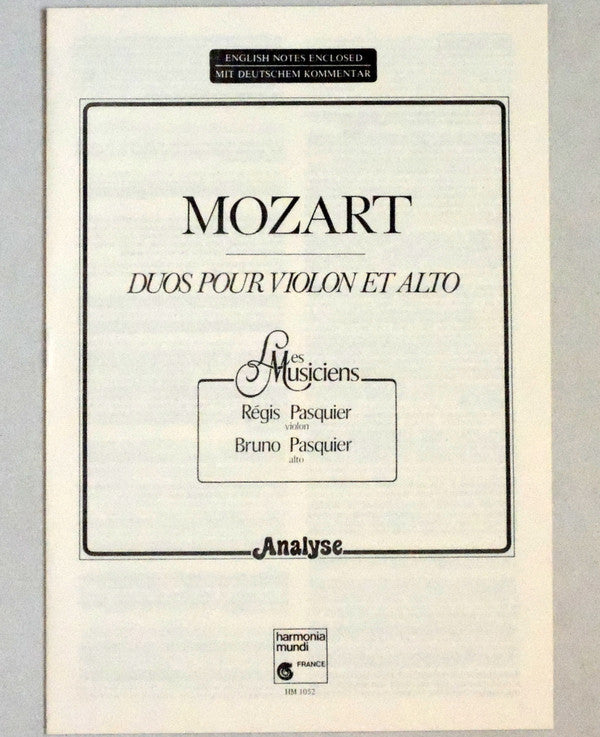 ENGLISH NOTES ENCLOSED
MIT DEUTSCHEM KOMMENTAR
MOZART
DUOS POUR VIOLON ET ALTO
Les
Musiciens
Régis Pasquier
violon
Bruno Pasquier
alto
Analyse
harmonia
mundi
FRANCE
HM 1052